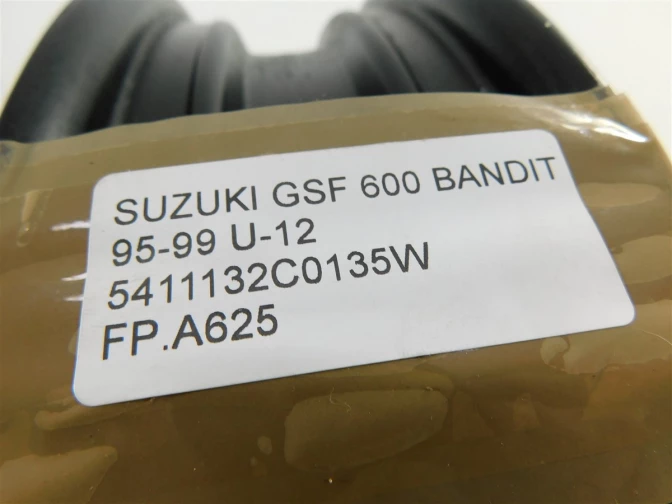 SUZUKI GSF 600 BANDIT
95-99 U-12
5411132C0135W
FP.A625